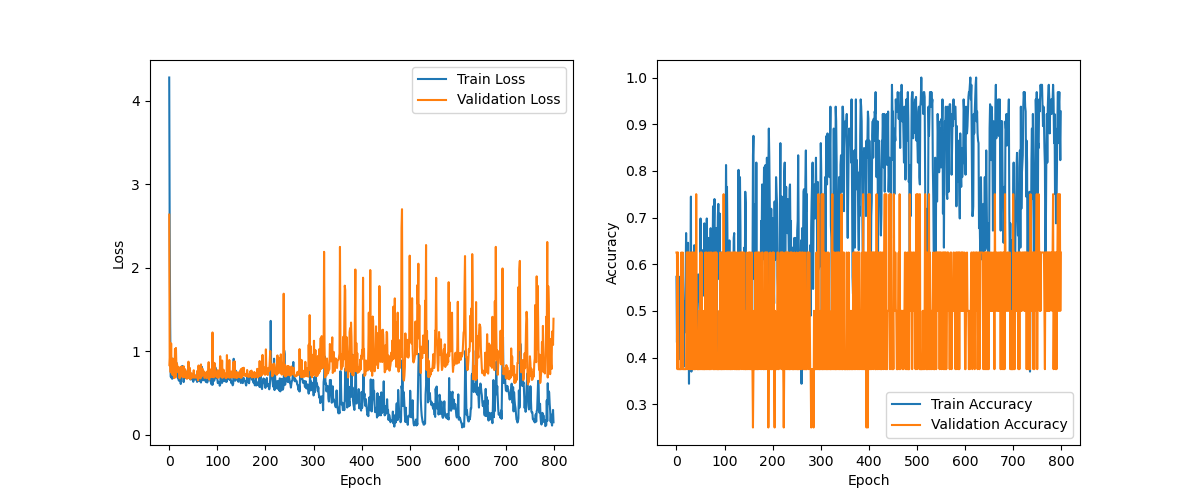 Train Loss
Validation Loss
4
3
2
1
0
Loss
0 100 200 300 400 500 600 700 800
Epoch
1.0
0.9
0.8
0.7
0.6
0.5
0.4
0.3
Accuracy
Train Accuracy
Validation Accuracy
0 100 200 300 400 500 600 700 800
Epoch